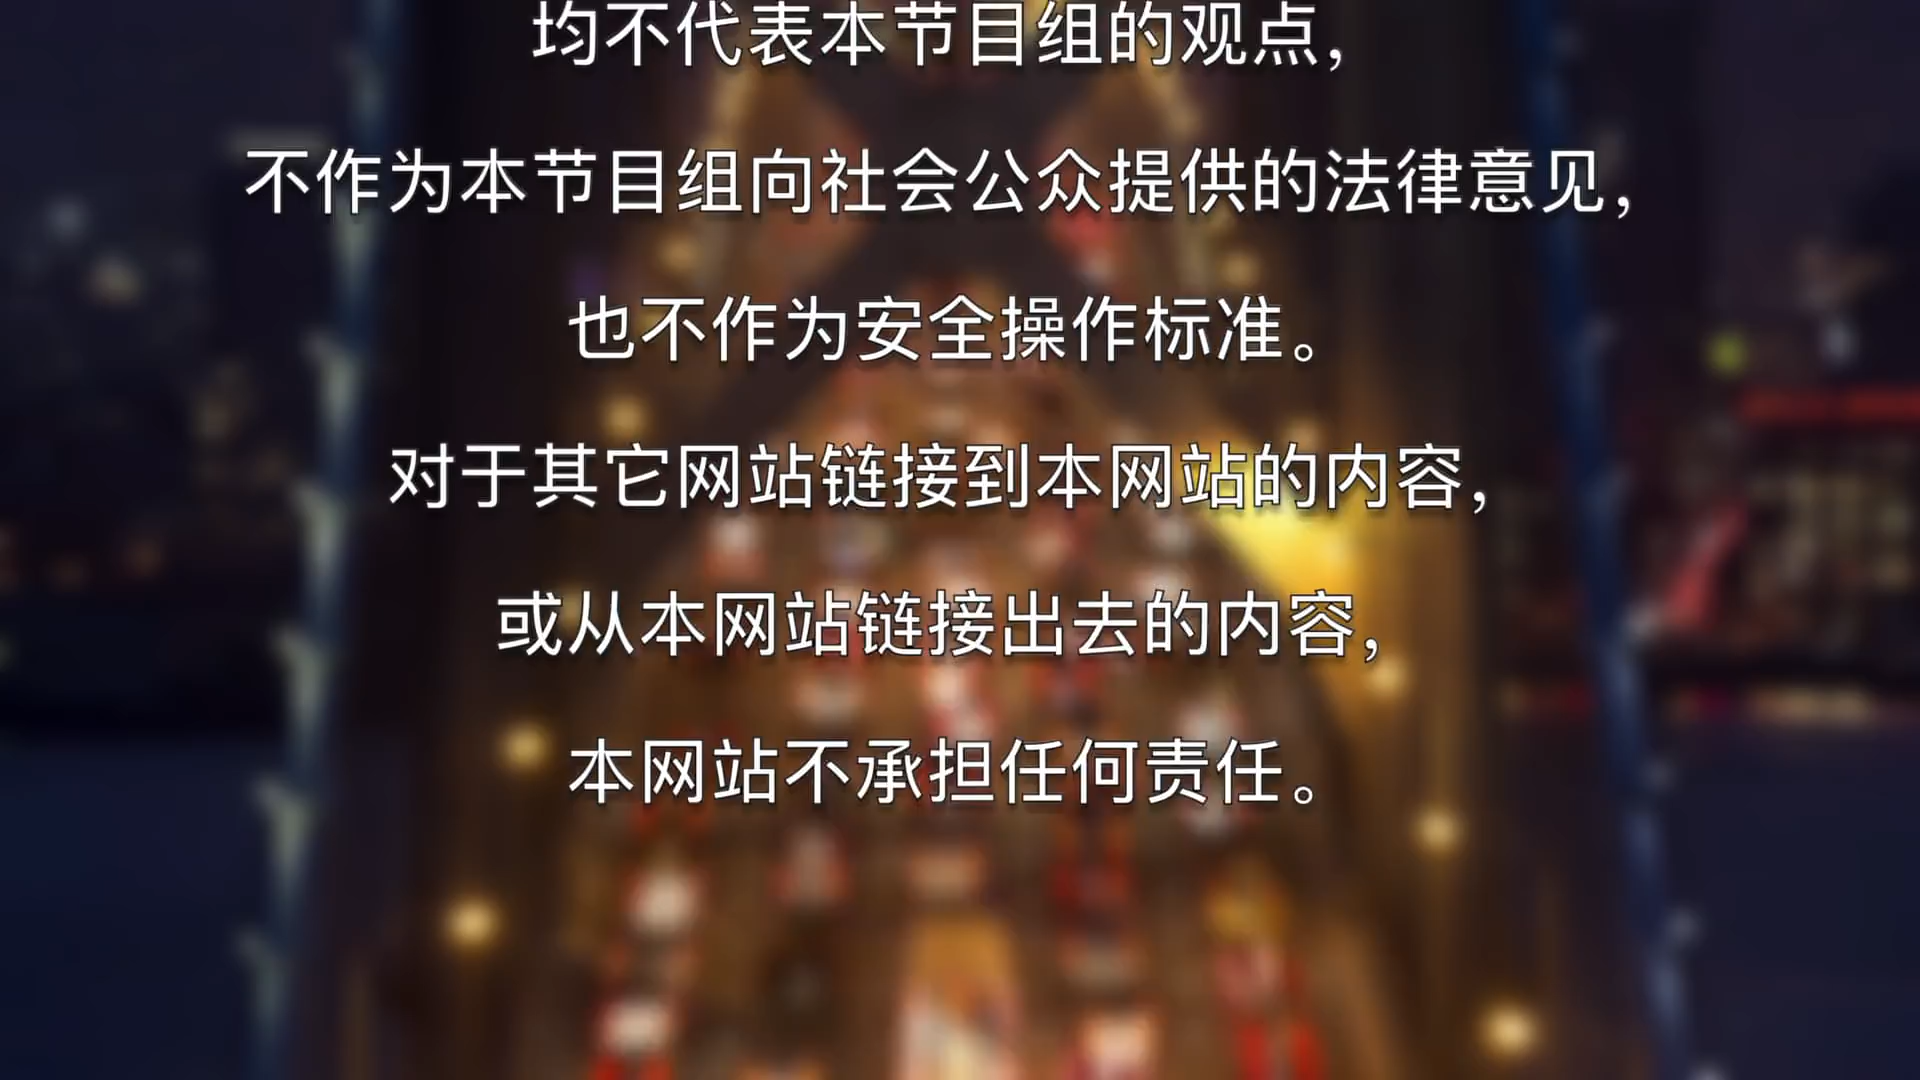 均不代表本节目组的观点，
不作为本节目组向社会公众提供的法律意见，
也不作为安全操作标准。
对于其它网站链接到本网站的内容，
或从本网站链接出去的内容，
本网站不承担任何责任。